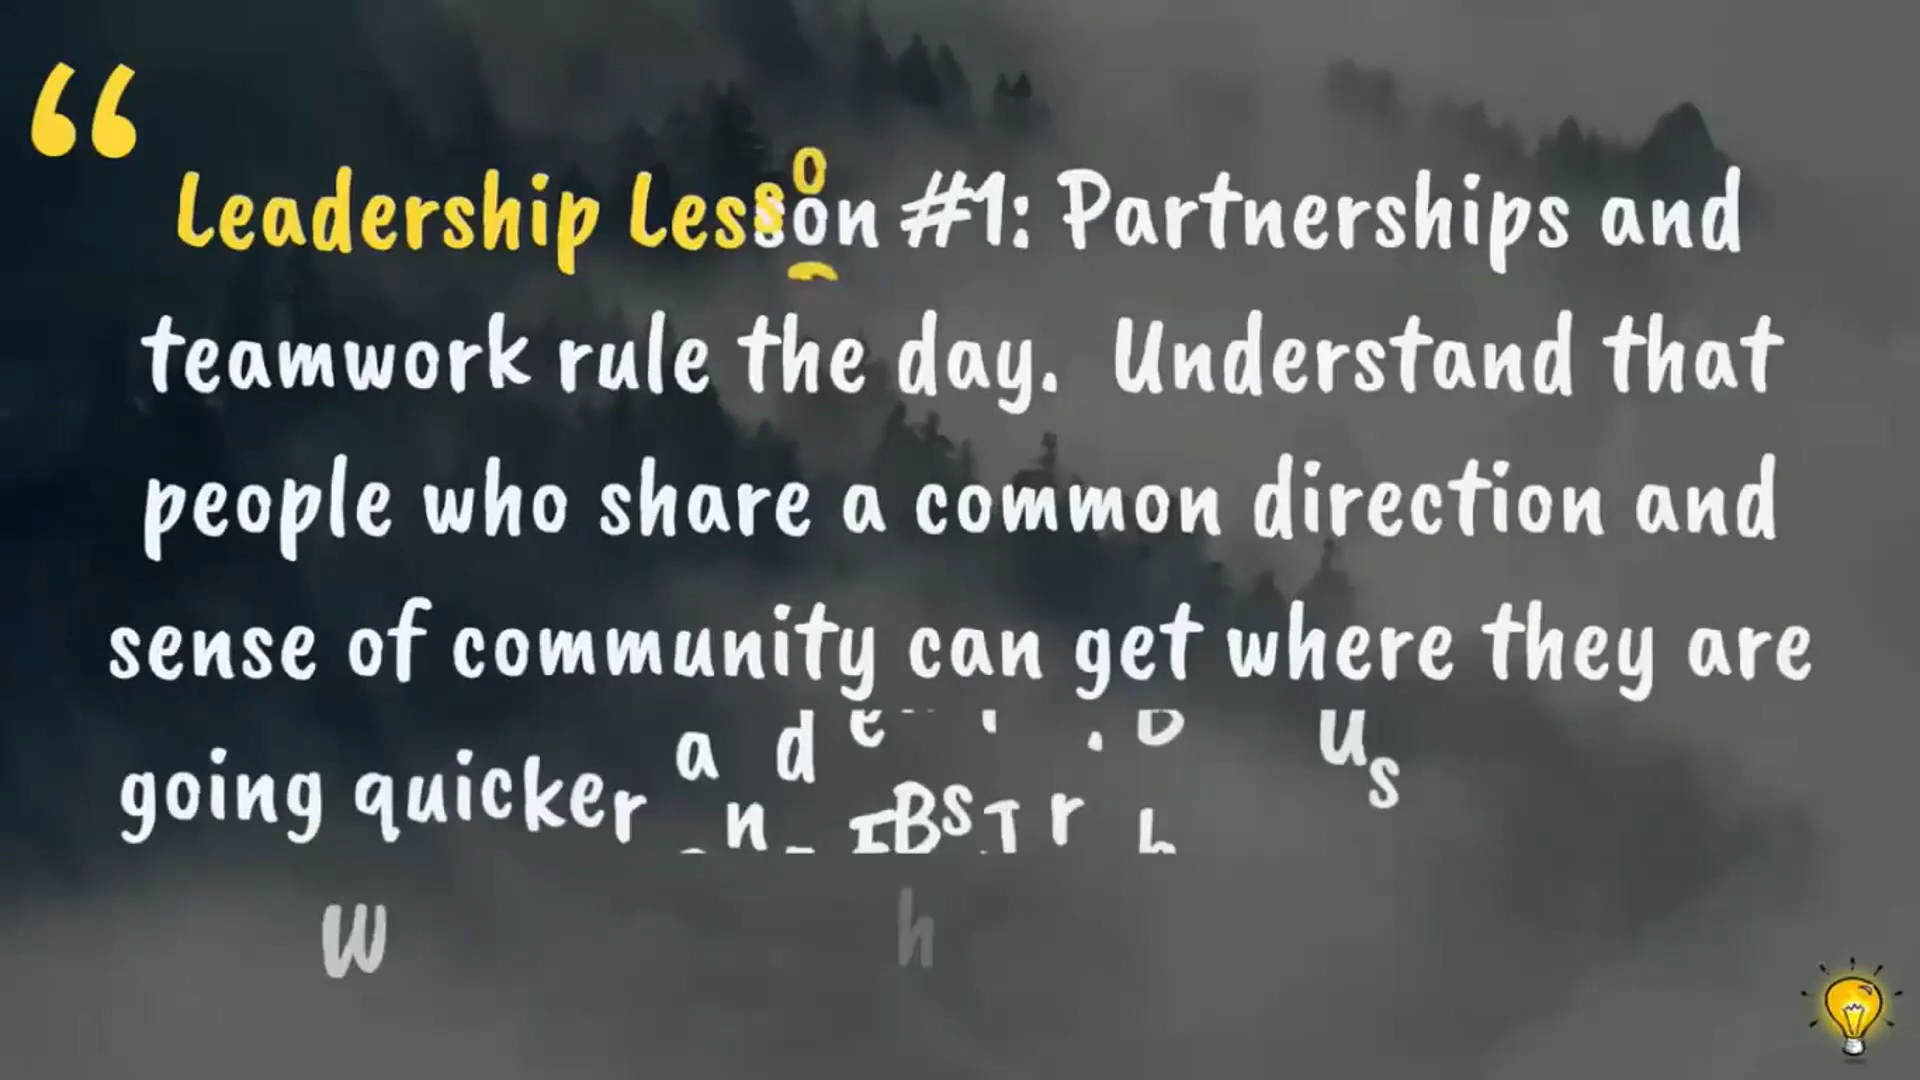 “
Leadership Lesson #1: Partnerships and
teamwork rule the day. Understand that
people who share a common direction and
sense of community can get where they are
going quicker and